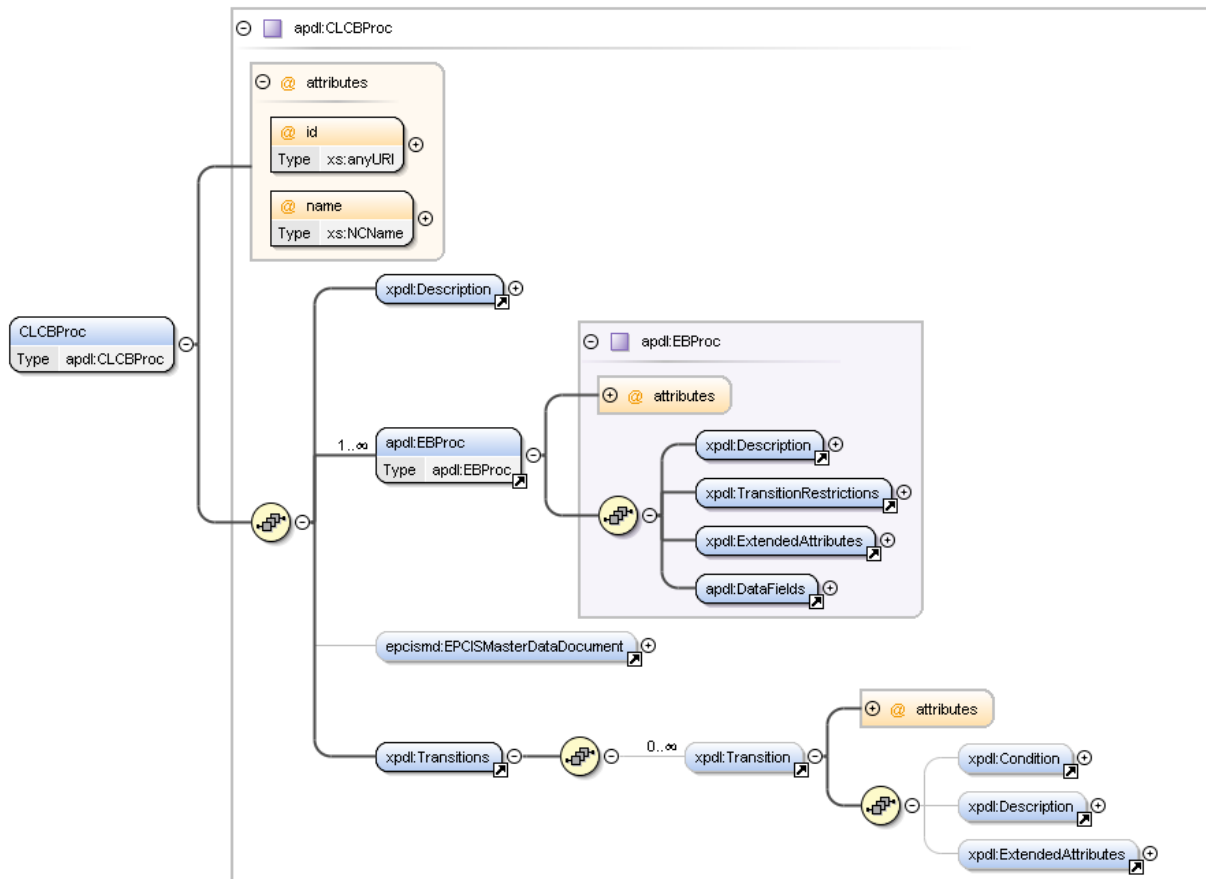 apdl:CLCBProc
@ attributes
@ id
Type xs:anyURI
@ name
Type xs:NCName
xpdl:Description
CLCBProc
Type apdl:CLCBProc
apdl:EBProc
@ attributes
1..∞
apdl:EBProc
Type apdl:EBProc
xpdl:Description
xpdl:TransitionRestrictions
xpdl:ExtendedAttributes
apdl:DataFields
epcismd:EPCISMasterDataDocument
@ attributes
xpdl:Transitions
0..∞
xpdl:Transition
xpdl:Condition
xpdl:Description
xpdl:ExtendedAttributes